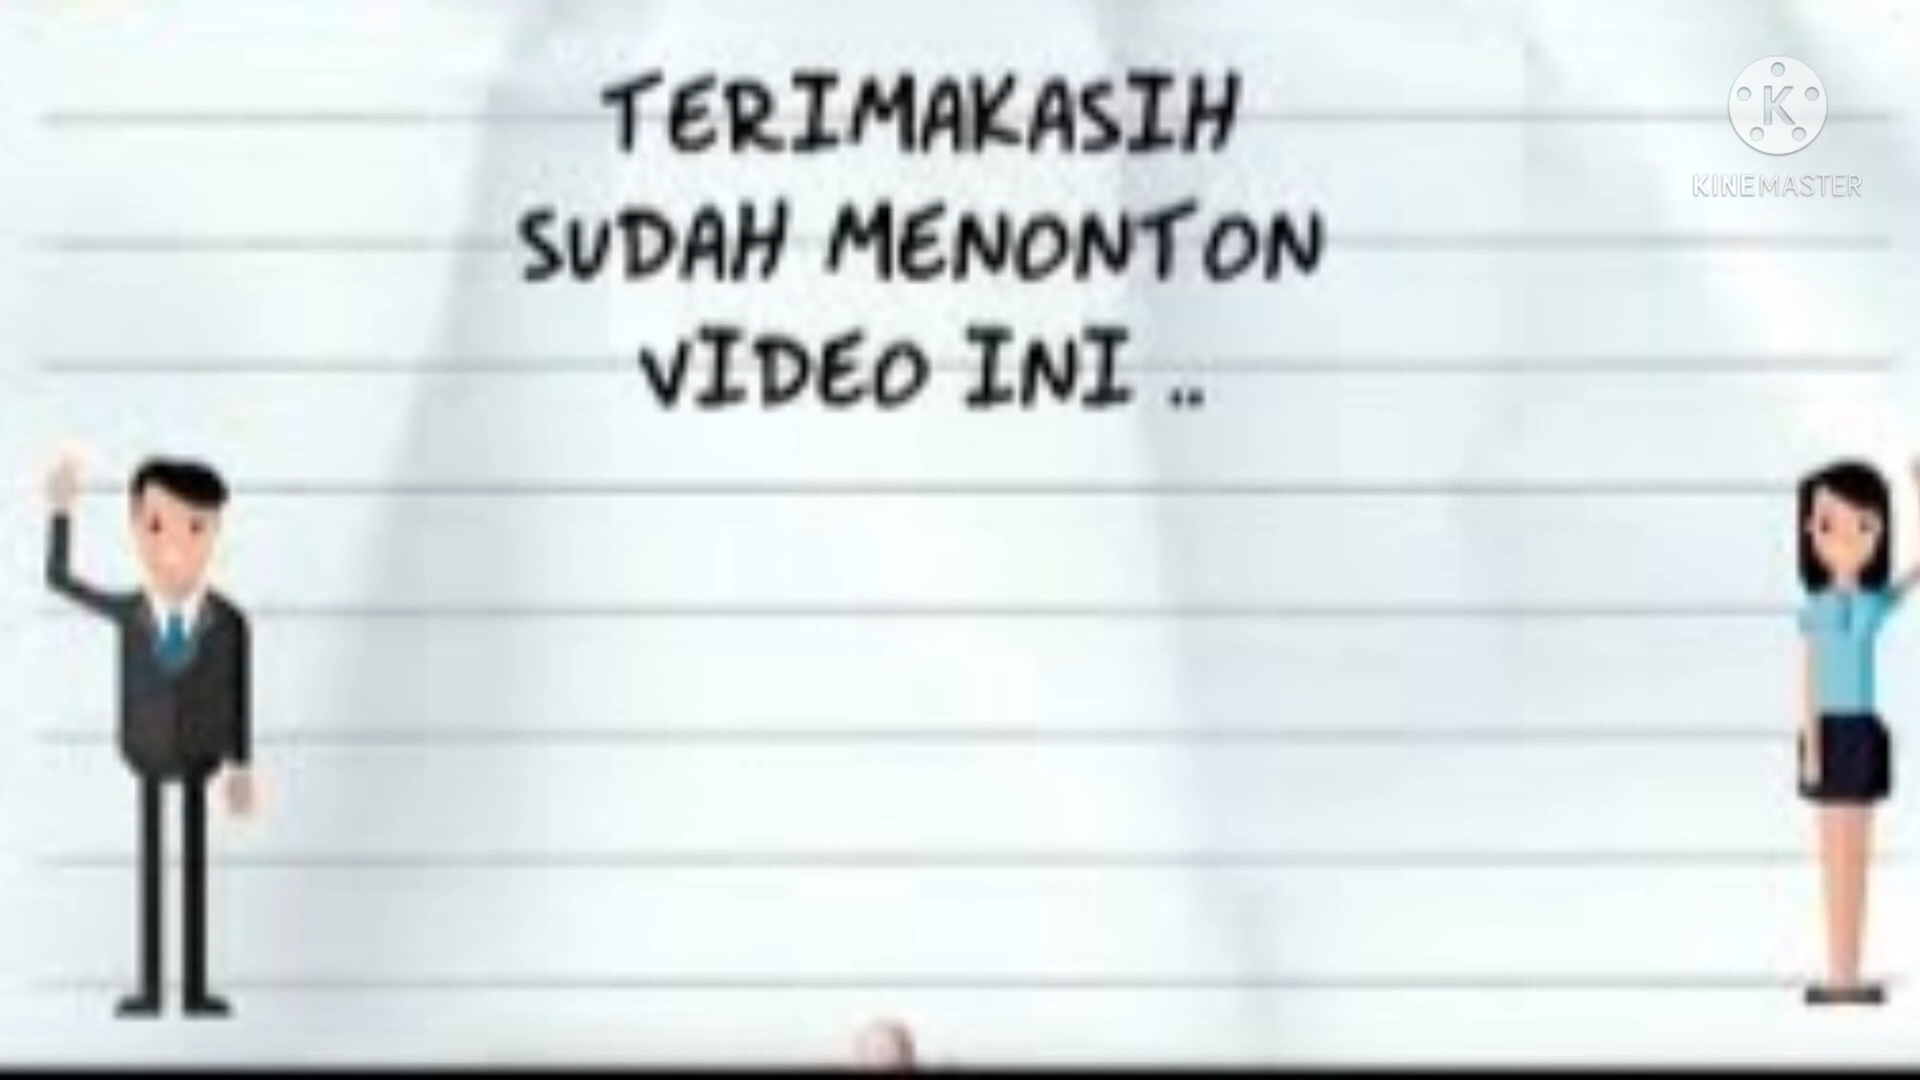 TERIMAKASIH
SUDAH MENONTON
VIDEO INI ..
K
KINEMASTER